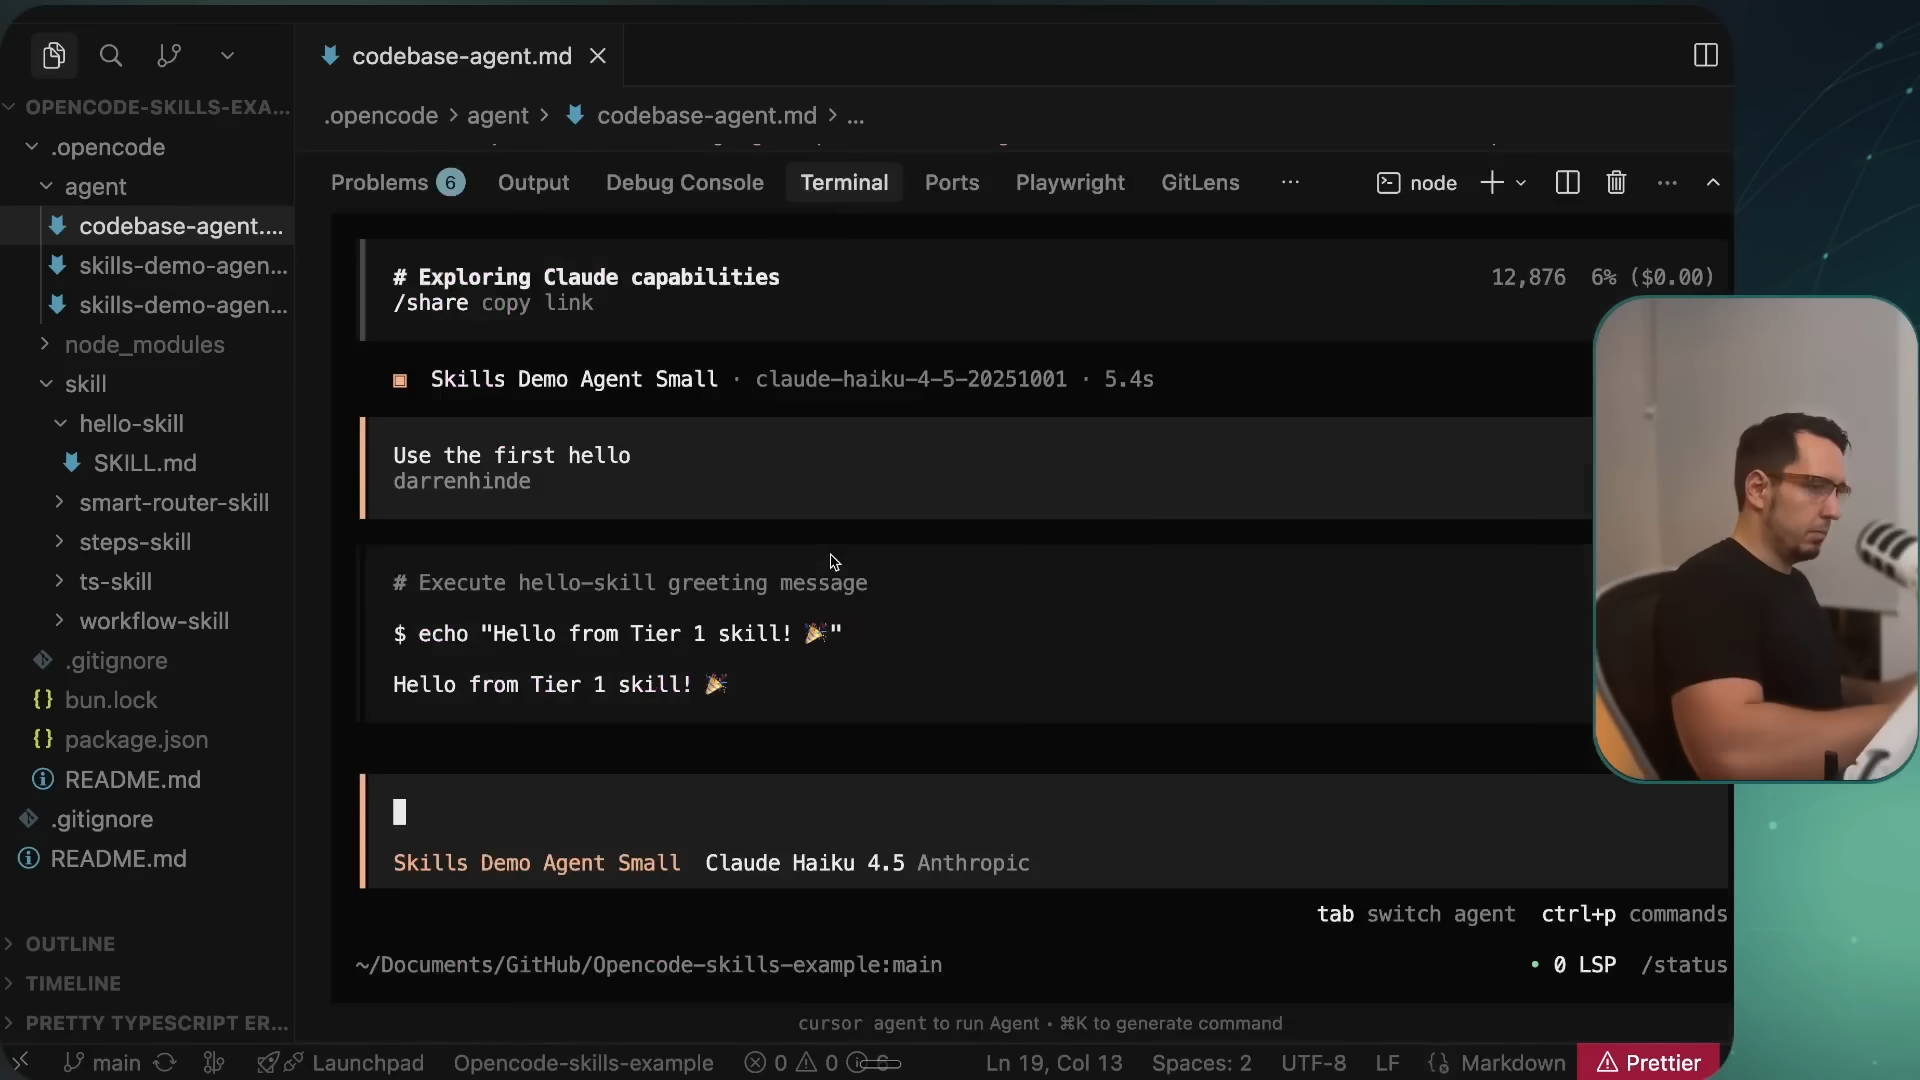 codebase-agent.md
OPENCODE-SKILLS-EXA...
.opencode
agent
codebase-agent....
skills-demo-agen...
skills-demo-agen...
node_modules
skill
hello-skill
SKILL.md
smart-router-skill
steps-skill
ts-skill
workflow-skill
.gitignore
bun.lock
package.json
README.md
.gitignore
README.md
OUTLINE
TIMELINE
PRETTY TYPESCRIPT ER...
.opencode > agent > codebase-agent.md > ...
Problems 6 Output Debug Console Terminal Ports Playwright GitLens ... node
# Exploring Claude capabilities 12,876 6% ($0.00)
/share copy link
Skills Demo Agent Small · claude-haiku-4-5-20251001 · 5.4s
Use the first hello
darrenhinde
# Execute hello-skill greeting message
$ echo "Hello from Tier 1 skill! 🎉"
Hello from Tier 1 skill! 🎉
Skills Demo Agent Small Claude Haiku 4.5 Anthropic
tab switch agent ctrl+p commands
~/Documents/GitHub/Opencode-skills-example:main • 0 LSP /status
cursor agent to run Agent · ⌘K to generate command
main Launchpad Opencode-skills-example 0 0 6 Ln 19, Col 13 Spaces: 2 UTF-8 LF {} Markdown Prettier